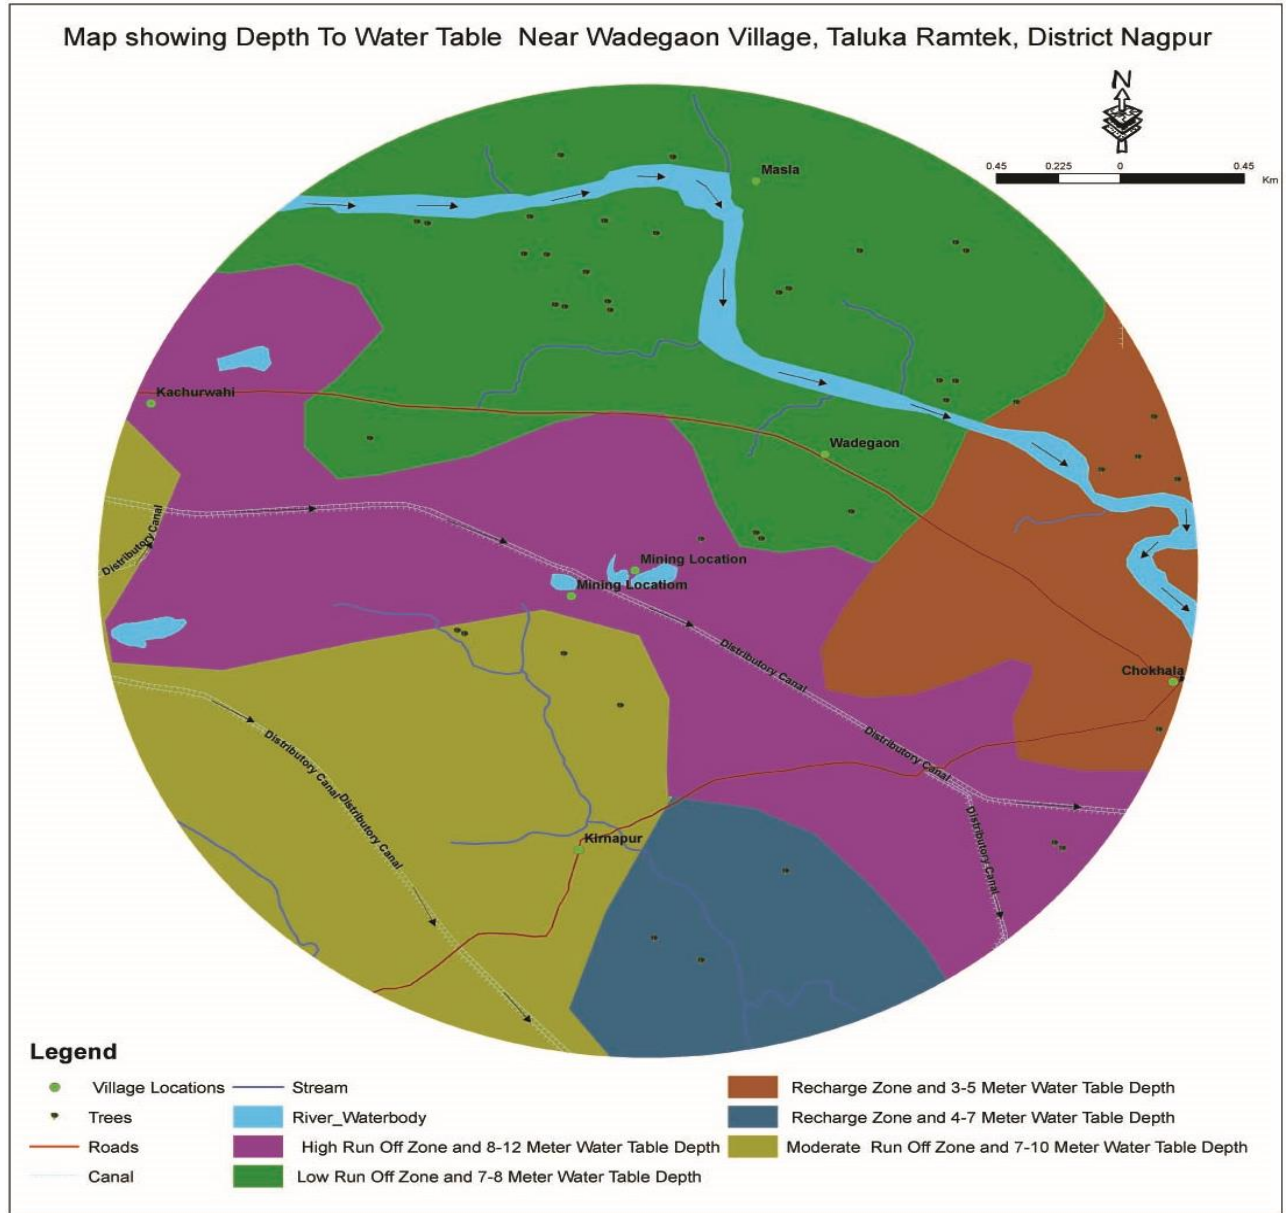 Map showing Depth To Water Table Near Wadegaon Village, Taluka Ramtek, District Nagpur
N
0.45 0.225 0 0.45
Km
Masla
Kachurwahi
Wadegaon
Distributory Canal
Mining Location
Mining Locatiom
Distributory Canal
Chokhala
Distributory Canal
Distributory Canal
Distributory Canal
Distributory Canal
Kirnapur
Legend
Village Locations
Trees
Roads
Canal
Stream
River_Waterbody
High Run Off Zone and 8-12 Meter Water Table Depth
Low Run Off Zone and 7-8 Meter Water Table Depth
Recharge Zone and 3-5 Meter Water Table Depth
Recharge Zone and 4-7 Meter Water Table Depth
Moderate Run Off Zone and 7-10 Meter Water Table Depth